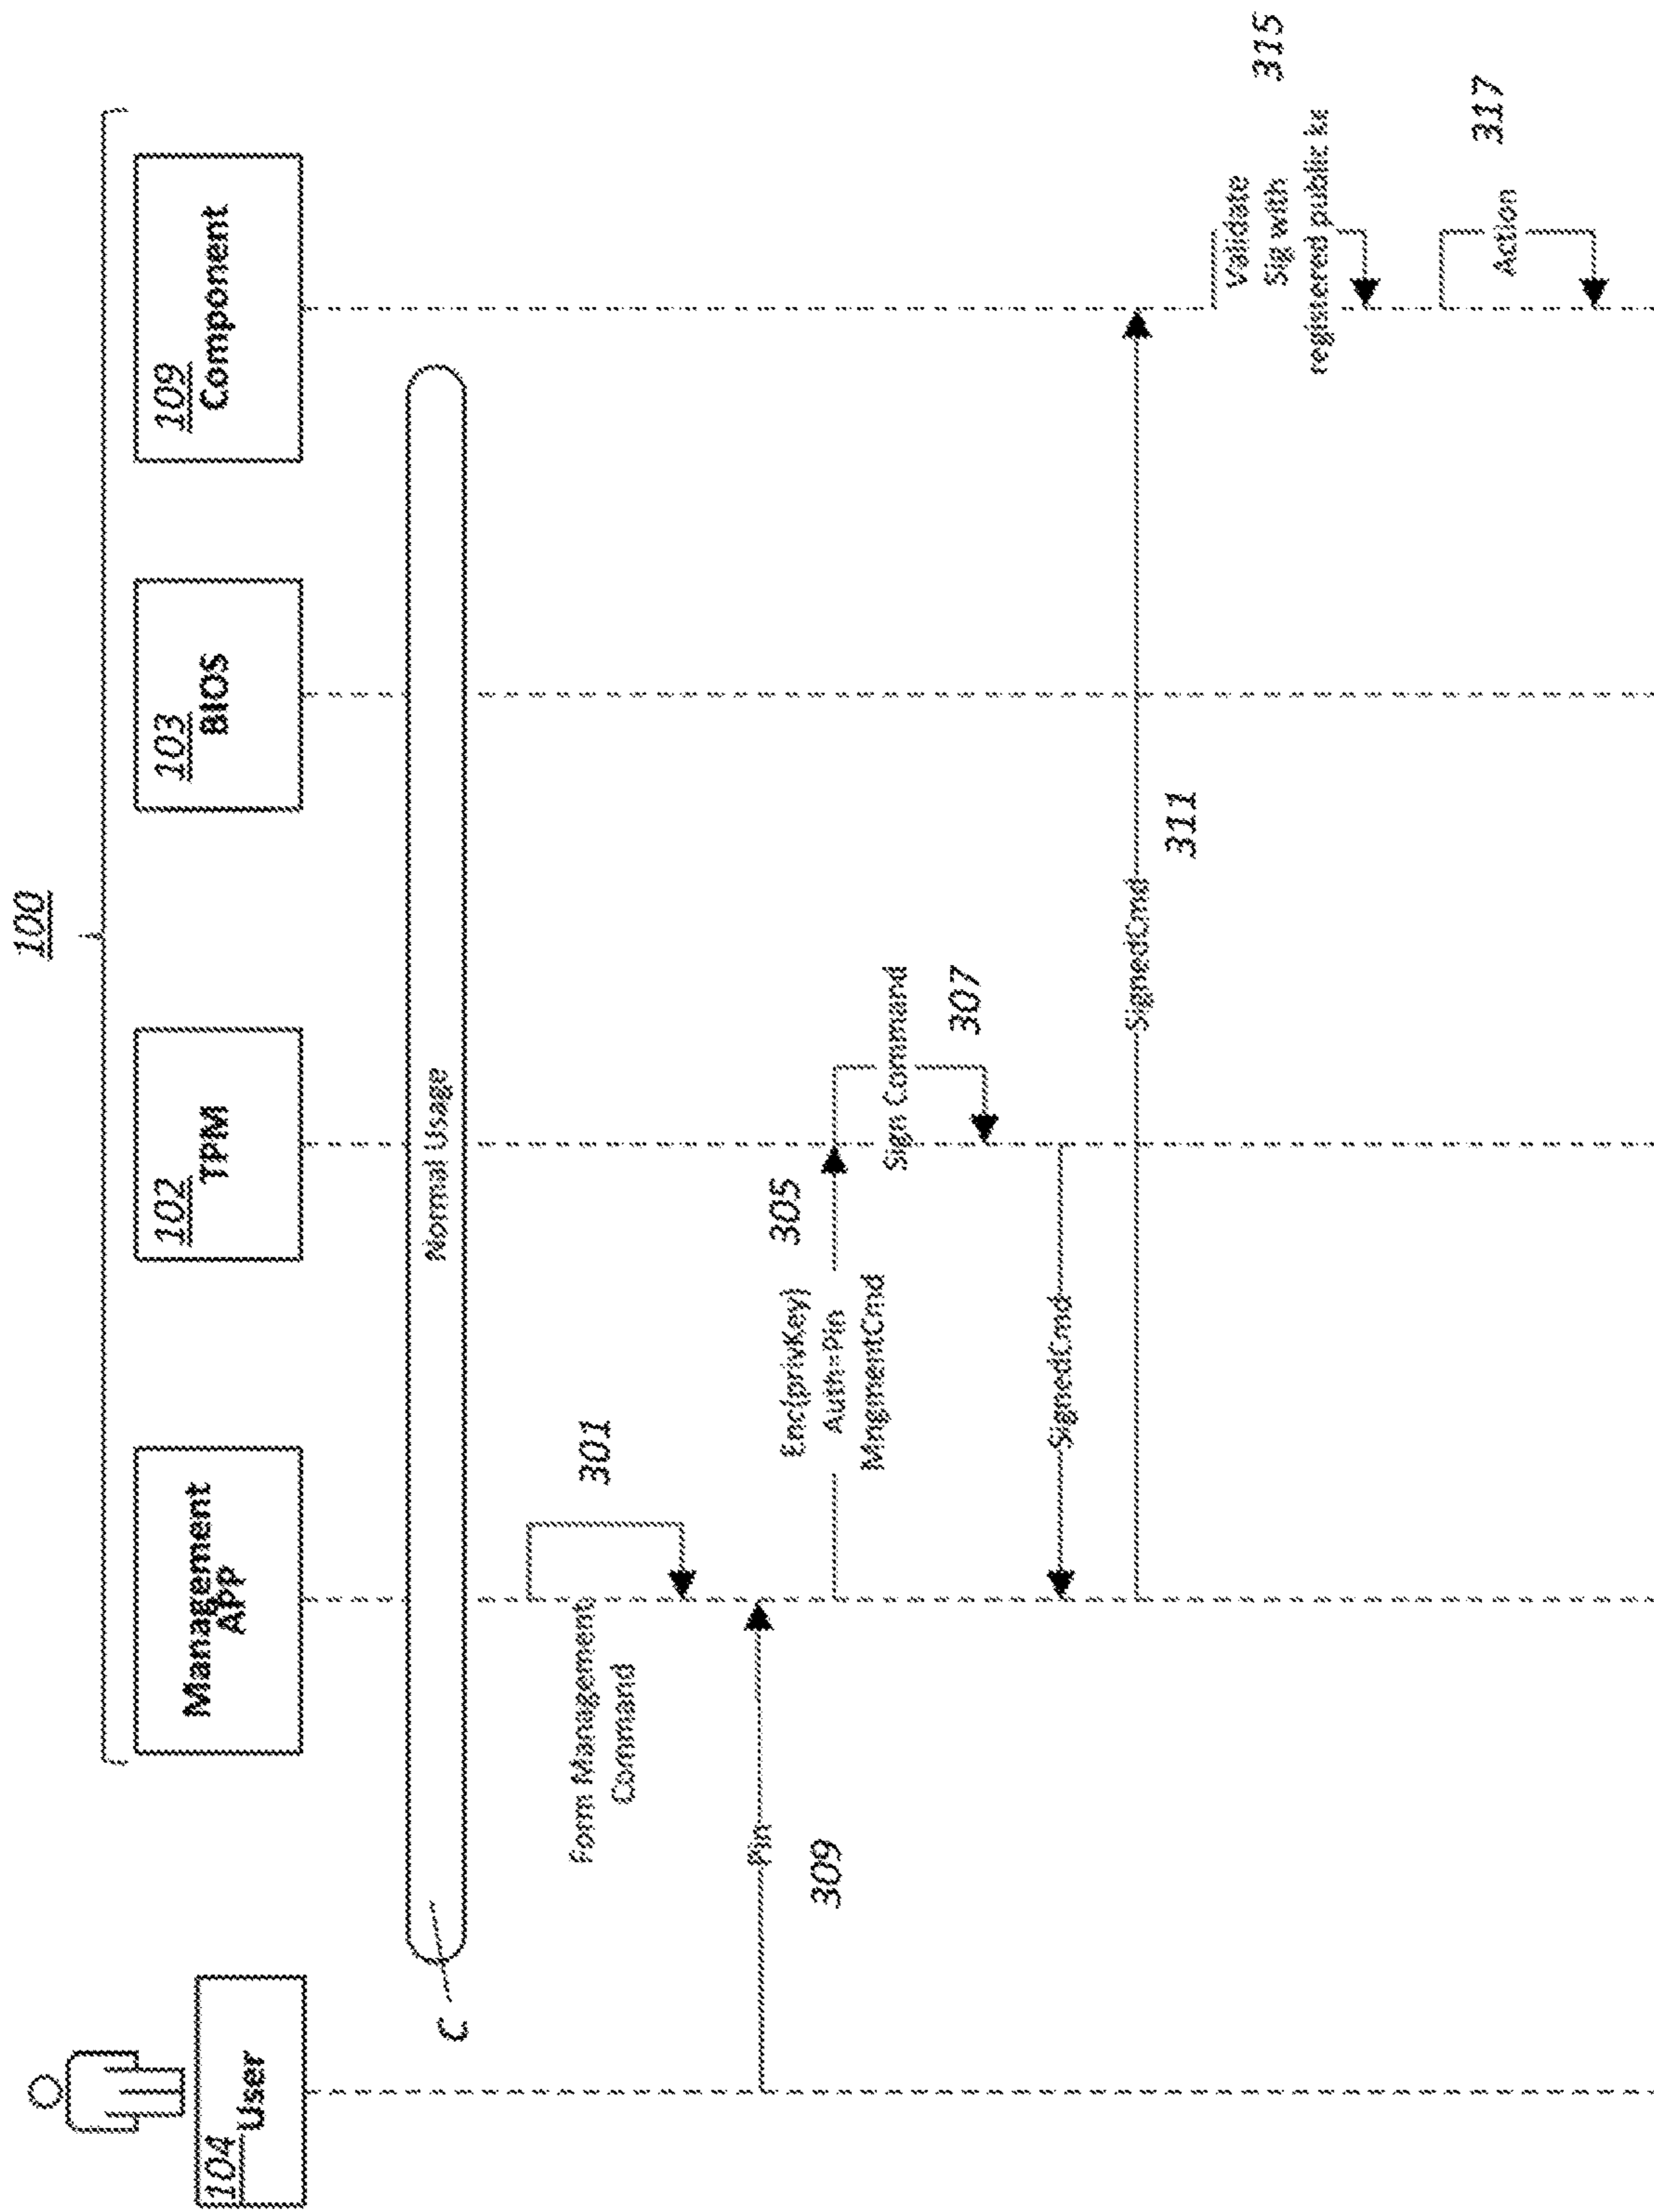 100
104
User
Management
APP
102
TPM
103
BIOS
109
Component
C
Normal Usage
Form Management
Command
301
Pin
309
Enc(privKey)
Auth=Pin
MngmentCmd
305
Sign Command
307
SignedCmd
SignedCmd
311
Validate
Sig with
registered public kx
315
Action
317